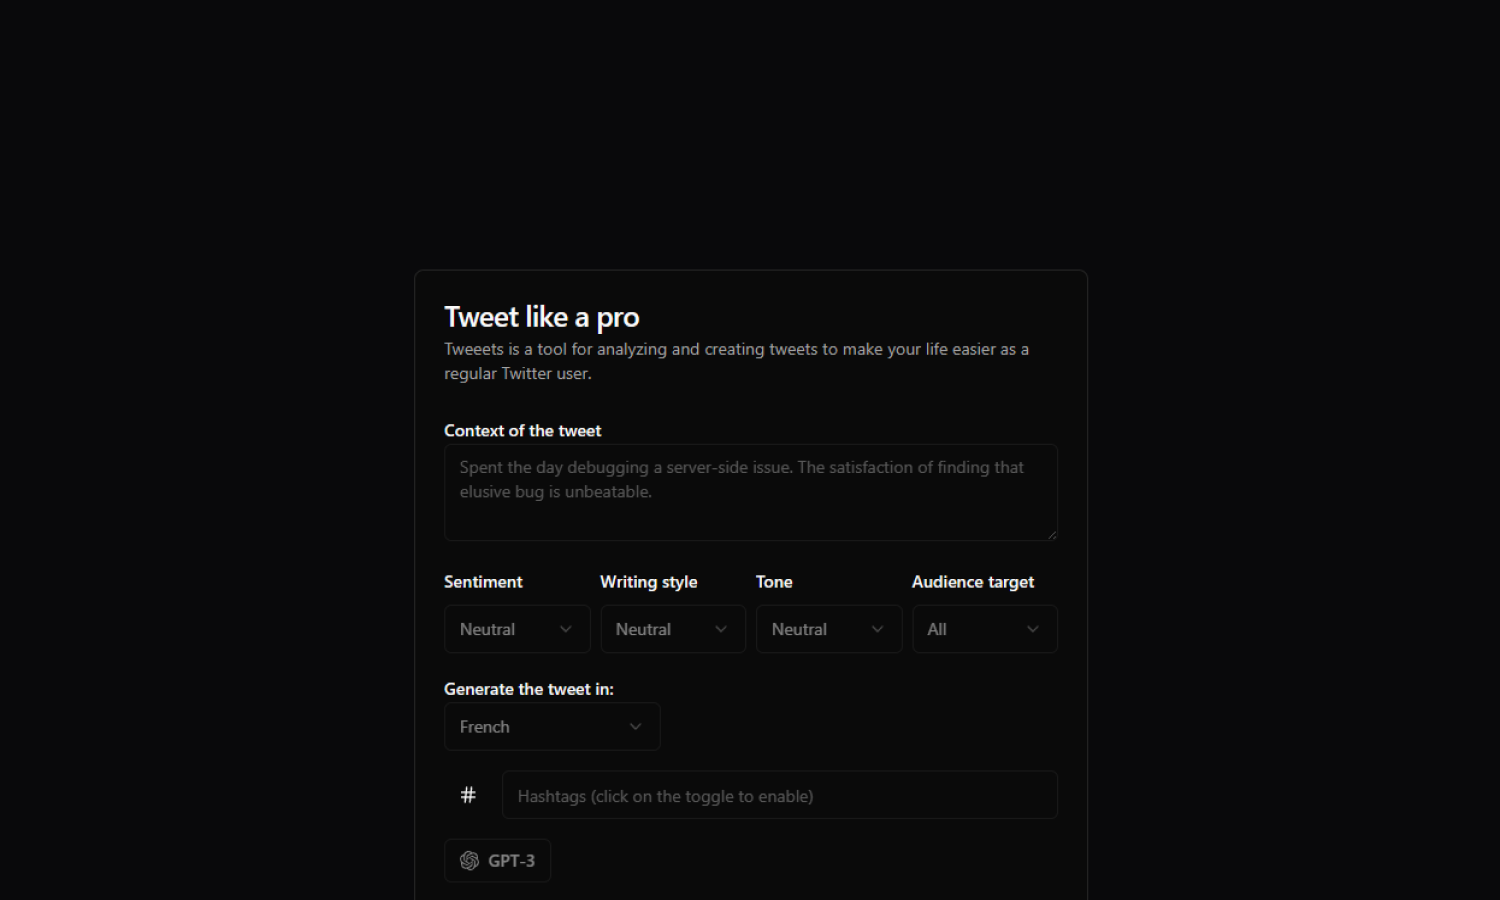 Tweet like a pro
Tweeets is a tool for analyzing and creating tweets to make your life easier as a
regular Twitter user.
Context of the tweet
Spent the day debugging a server-side issue. The satisfaction of finding that
elusive bug is unbeatable.
Sentiment Writing style Tone Audience target
Neutral Neutral Neutral All
Generate the tweet in:
French
# Hashtags (click on the toggle to enable)
GPT-3